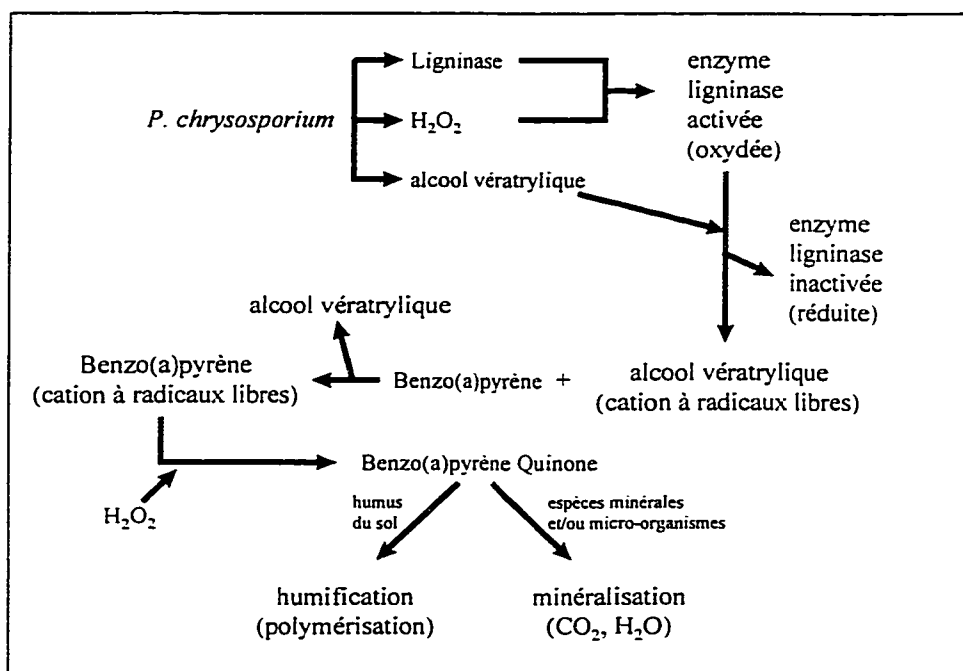 Ligninase
P. chrysosporium
H₂O₂
alcool vératrylique
enzyme
ligninase
activée
(oxydée)
enzyme
ligninase
inactivée
(réduite)
alcool vératrylique
Benzo(a)pyrène
(cation à radicaux libres)
Benzo(a)pyrène +
alcool vératrylique
(cation à radicaux libres)
H₂O₂
Benzo(a)pyrène Quinone
humus
du sol
espèces minérales
et/ou micro-organismes
humification
(polymérisation)
minéralisation
(CO₂, H₂O)